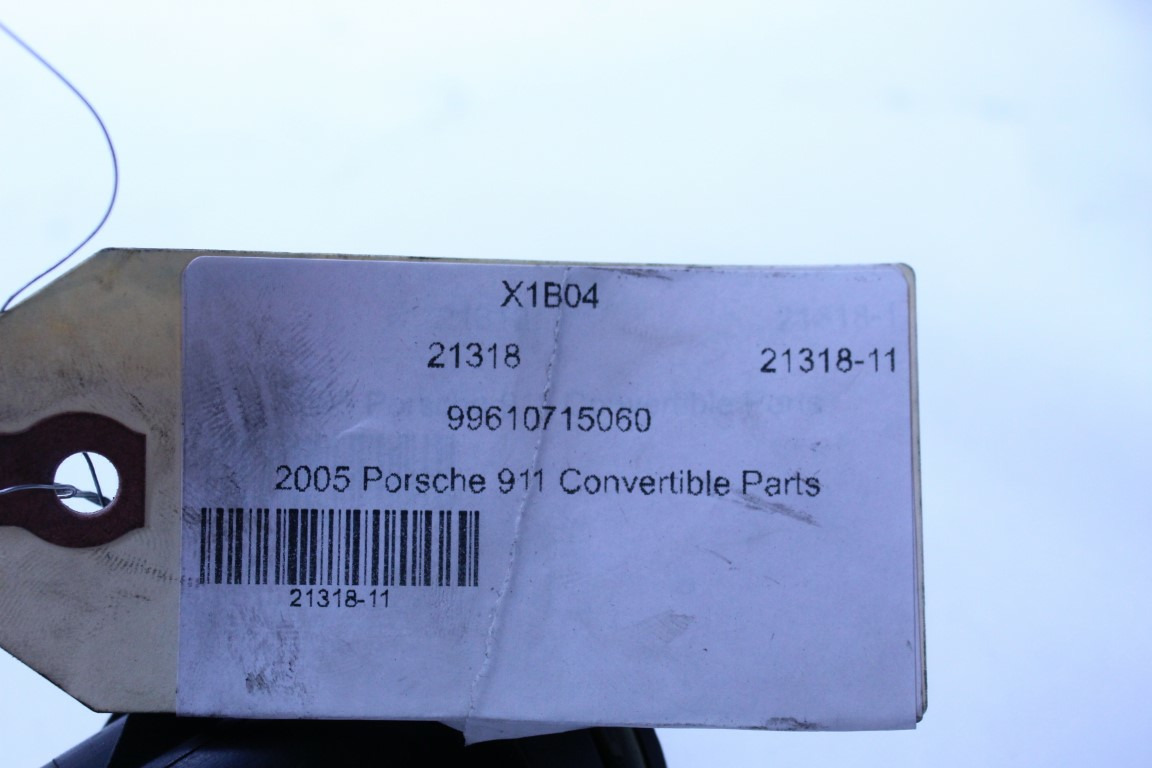 X1B04
21318 21318-11
99610715060
2005 Porsche 911 Convertible Parts
21318-11